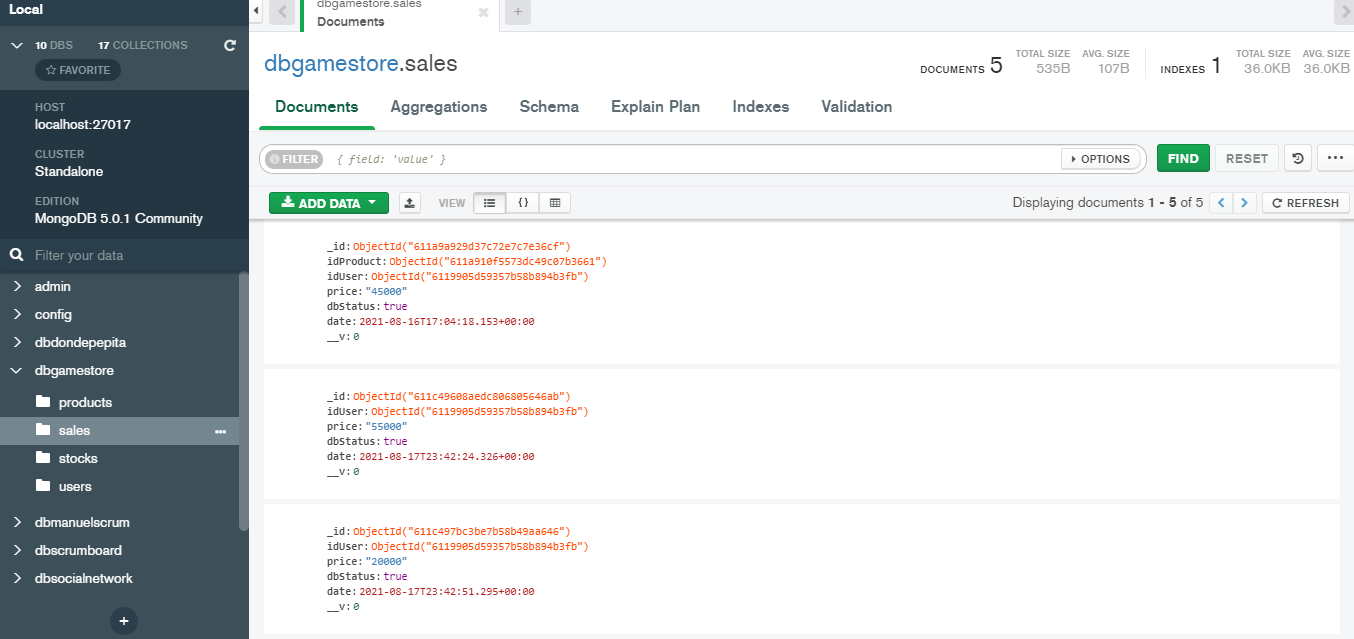 Local
10 DBS 17 COLLECTIONS
FAVORITE
HOST
localhost:27017
CLUSTER
Standalone
EDITION
MongoDB 5.0.1 Community
Filter your data
admin
config
dbdondepepita
dbgamestore
products
sales
stocks
users
dbmanuelscrum
dbscrumboard
dbsocialnetwork
+
dbgamestore.sales
Documents
+
dbgamestore.sales
DOCUMENTS 5
TOTAL SIZE
535B
AVG. SIZE
107B
INDEXES 1
TOTAL SIZE
36.0KB
AVG. SIZE
36.0KB
Documents Aggregations Schema Explain Plan Indexes Validation
FILTER { field: 'value' } OPTIONS FIND RESET
ADD DATA VIEW {} Displaying documents 1 - 5 of 5 REFRESH
_id: ObjectId("611a9a929d37c72e7c7e36cf")
idProduct: ObjectId("611a910f5573dc49c07b3661")
idUser: ObjectId("6119905d59357b58b894b3fb")
price: "45000"
dbStatus: true
date: 2021-08-16T17:04:18.153+00:00
__v: 0
_id: ObjectId("611c49608aedc806805646ab")
idUser: ObjectId("6119905d59357b58b894b3fb")
price: "55000"
dbStatus: true
date: 2021-08-17T23:42:24.326+00:00
__v: 0
_id: ObjectId("611c497bc3be7b58b49aa646")
idUser: ObjectId("6119905d59357b58b894b3fb")
price: "20000"
dbStatus: true
date: 2021-08-17T23:42:51.295+00:00
__v: 0